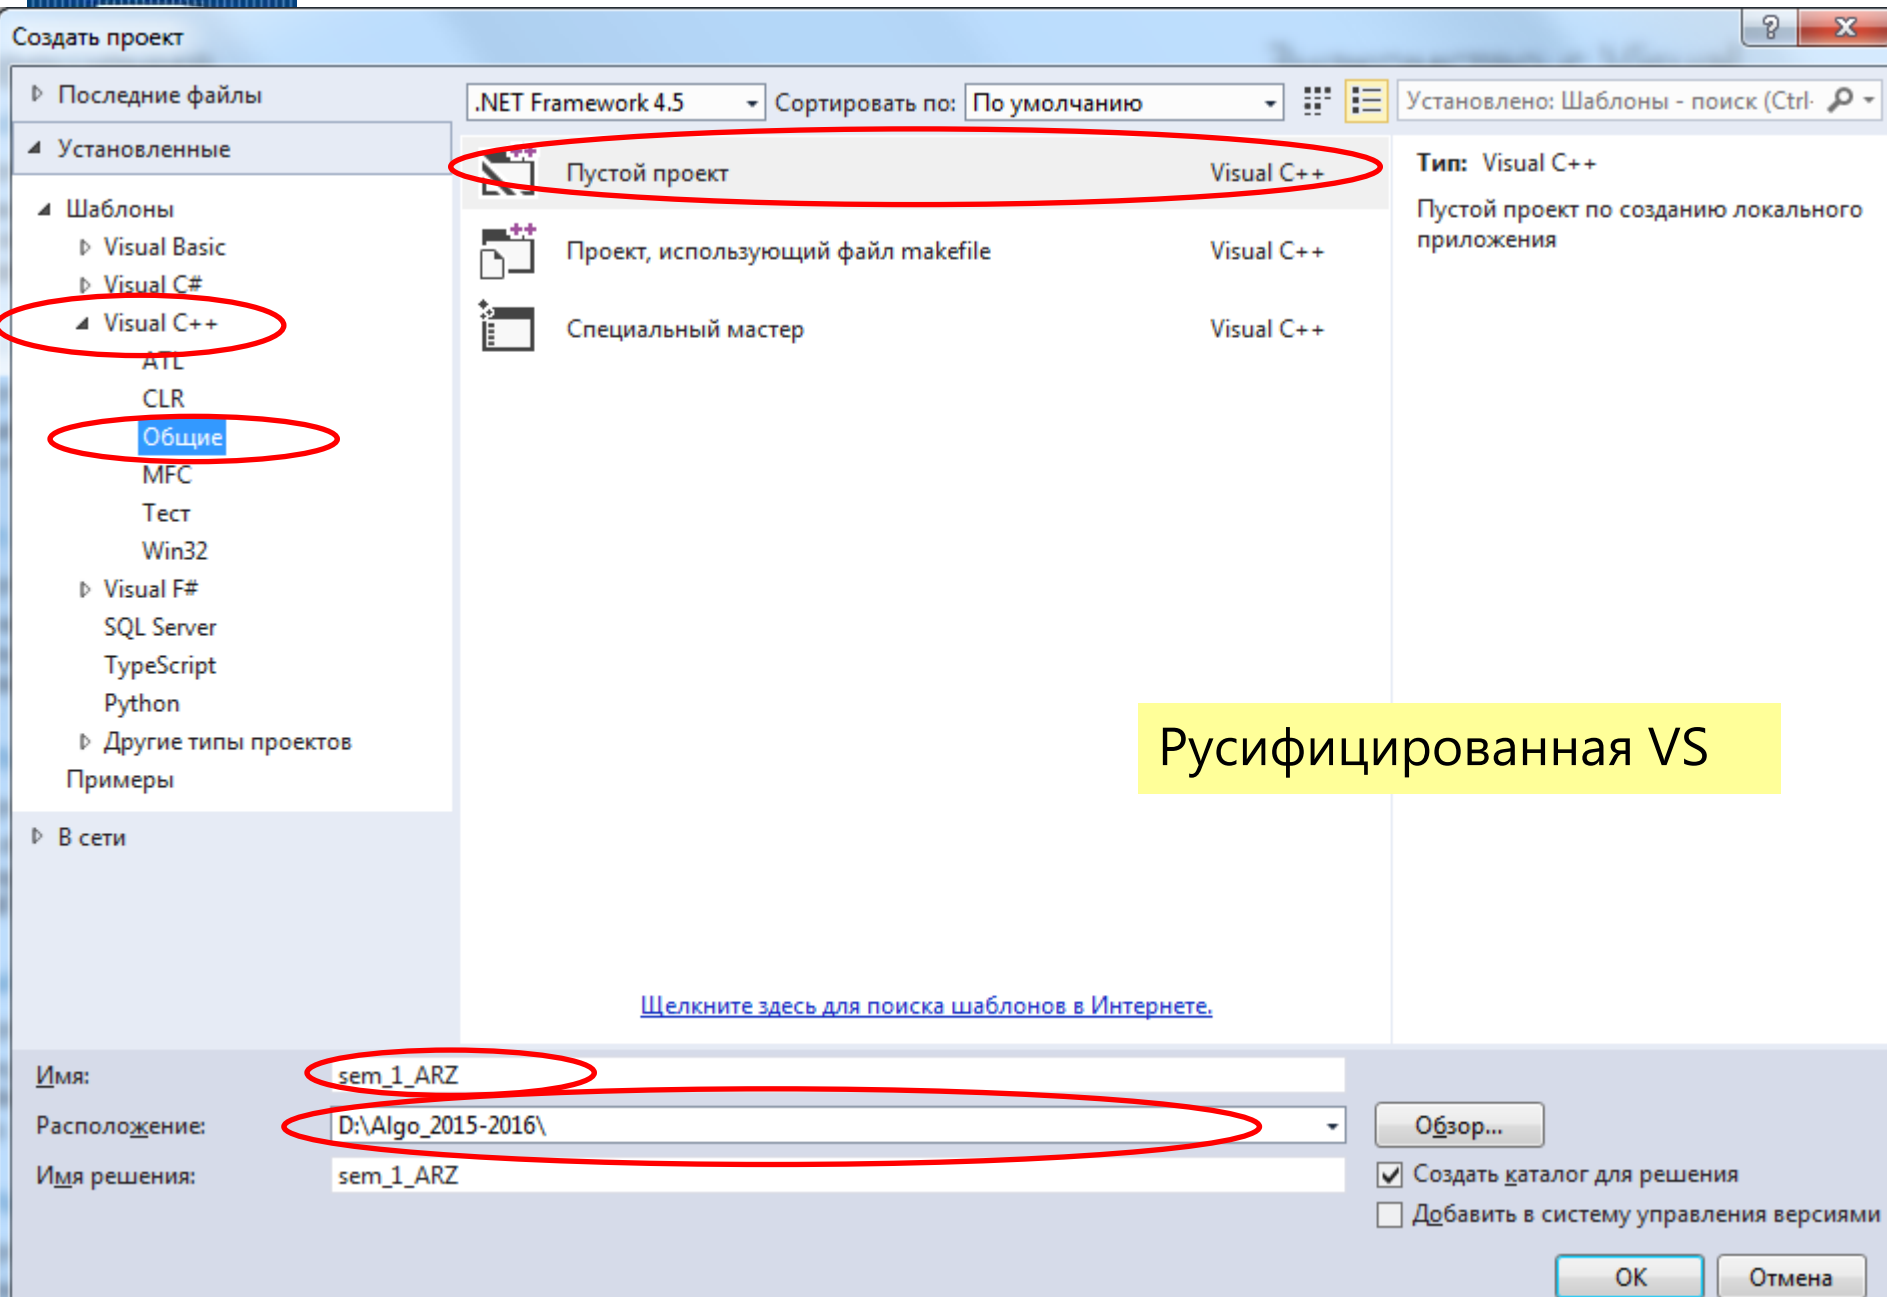 Создать проект
Последние файлы
.NET Framework 4.5
Сортировать по:
По умолчанию
Установлено: Шаблоны - поиск (Ctrl-
Установленные
Шаблоны
Visual Basic
Visual C#
Visual C++
ATL
CLR
Общие
MFC
Тест
Win32
Visual F#
SQL Server
TypeScript
Python
Другие типы проектов
Примеры
В сети
Пустой проект Visual C++
Проект, использующий файл makefile Visual C++
Специальный мастер Visual C++
Щелкните здесь для поиска шаблонов в Интернете.
Тип: Visual C++
Пустой проект по созданию локального
приложения
Русифицированная VS
Имя: sem_1_ARZ
Расположение: D:\Algo_2015-2016\
Обзор...
Имя решения: sem_1_ARZ
Создать каталог для решения
Добавить в систему управления версиями
ОК
Отмена